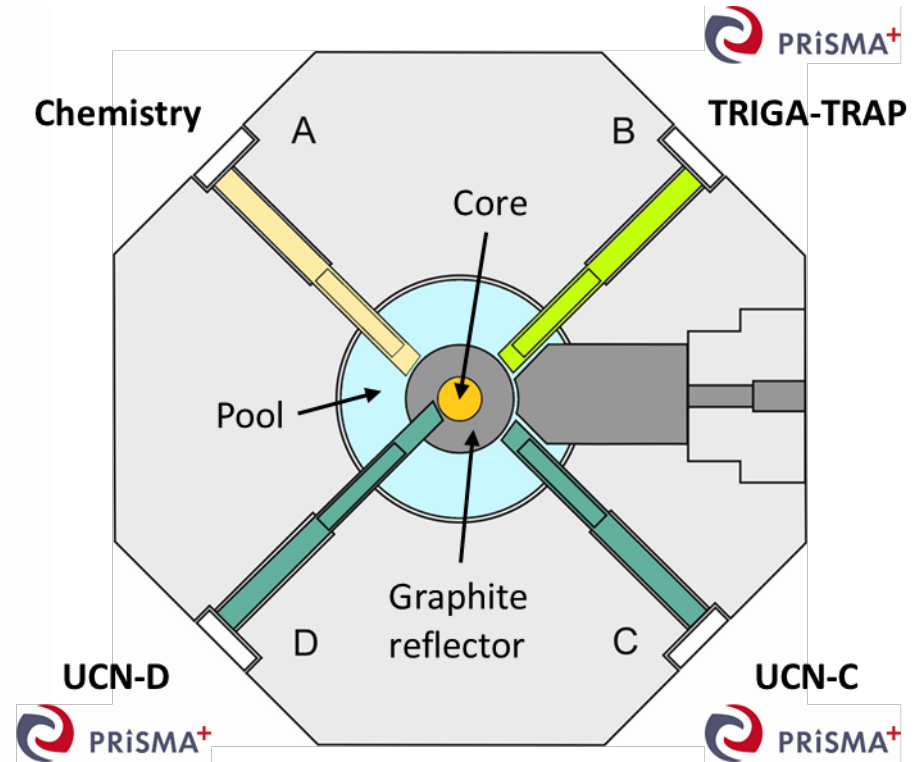 PRiSMA+
Chemistry
A
B
TRIGA-TRAP
Core
Pool
Graphite
reflector
D
C
UCN-D
UCN-C
PRiSMA+
PRiSMA+